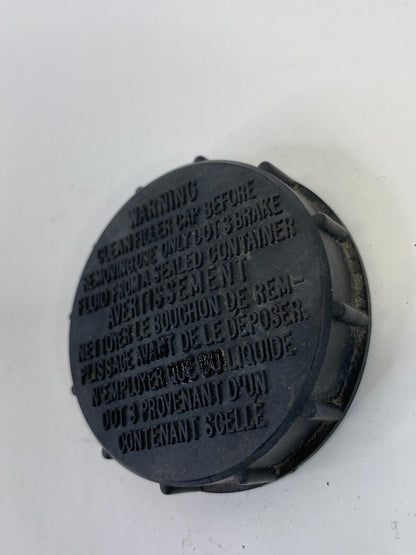 WARNING
CLEAN FILLER CAP BEFORE
REMOVING.USE ONLY DOT 3 BRAKE
FLUID FROM A SEALED CONTAINER
AVERTISSEMENT
NETTOYER LE BOUCHON DE REM-
PLISSAGE AVANT DE LE DÉPOSER.
N'EMPLOYER QUE DU LIQUIDE
DOT 3 PROVENANT D'UN
CONTENANT SCELLÉ